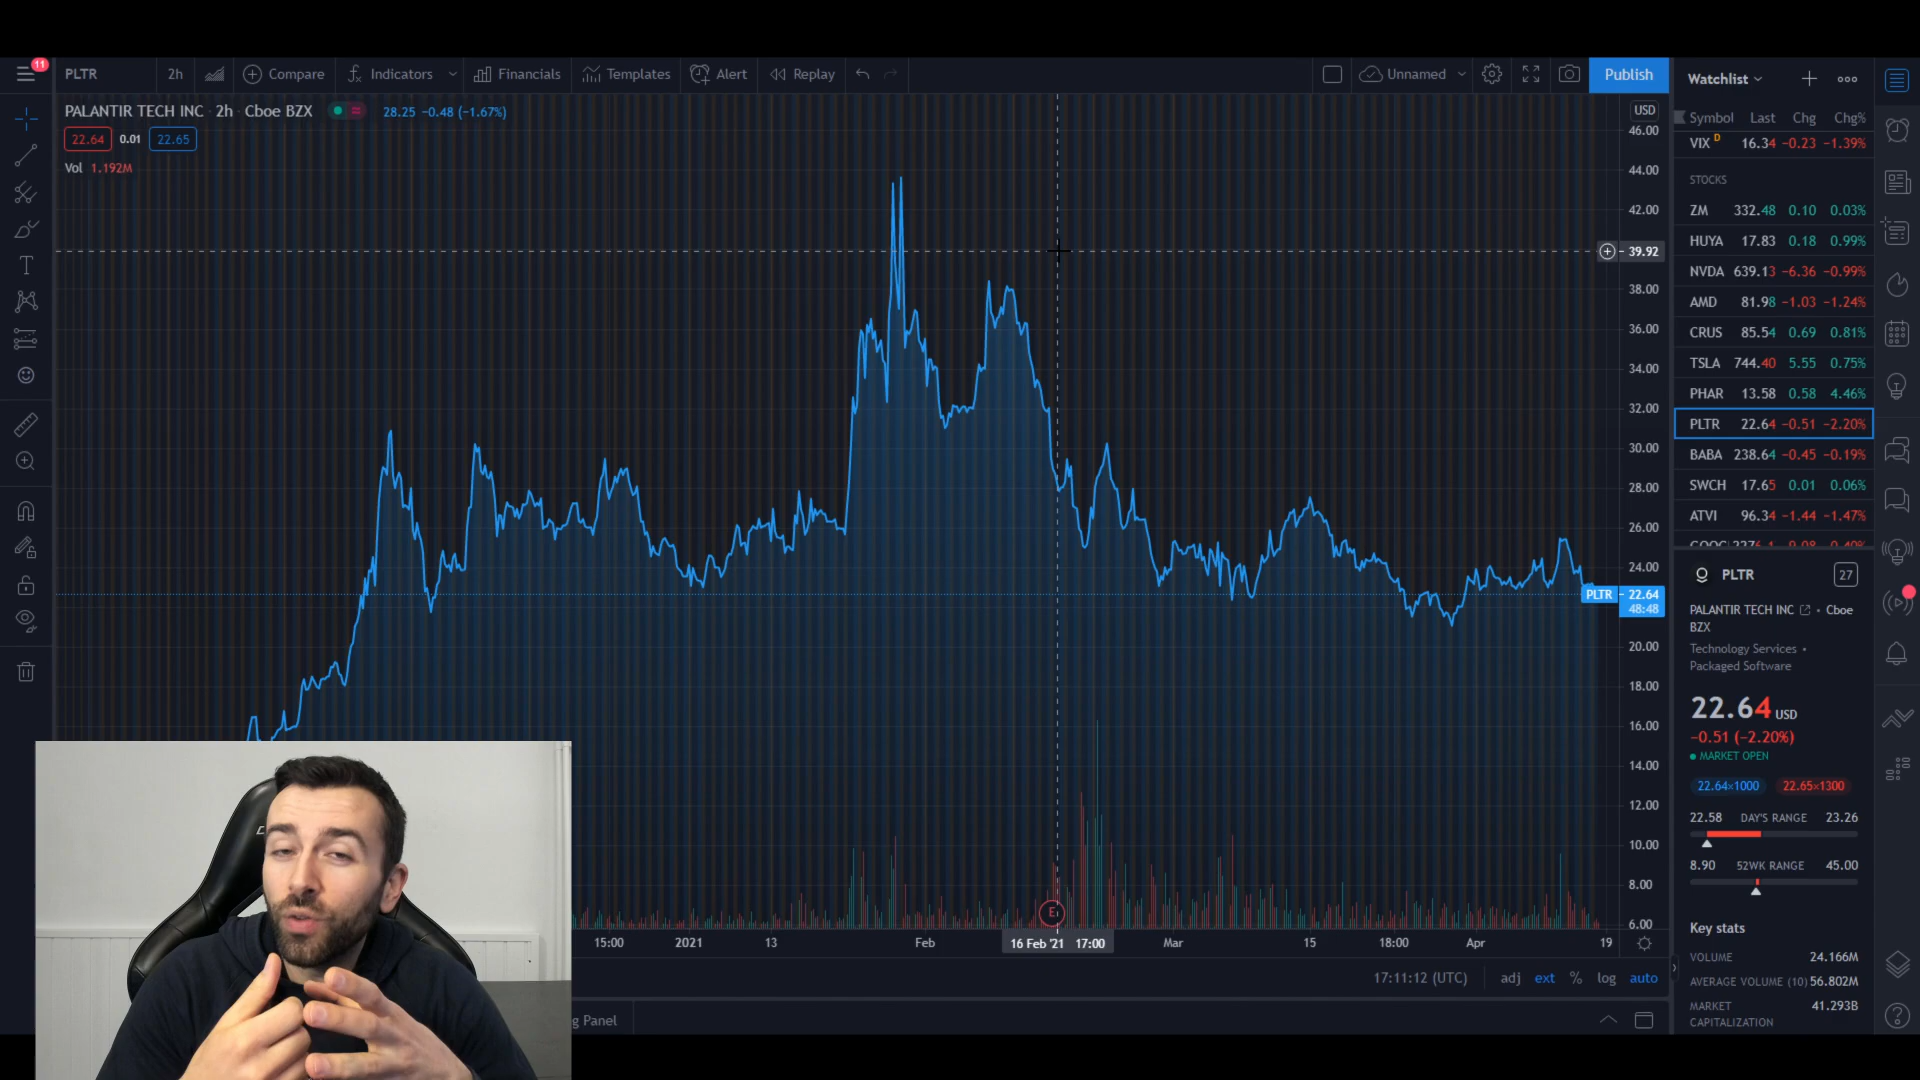 11
PLTR 2h Compare Indicators Financials Templates Alert Replay Unnamed Publish
PALANTIR TECH INC · 2h · Cboe BZX 28.25 −0.48 (−1.67%)
22.64 0.01 22.65
Vol 1.192M
USD
46.00
44.00
42.00
39.92
38.00
36.00
34.00
32.00
30.00
28.00
26.00
24.00
PLTR 22.64
48:48
20.00
18.00
16.00
14.00
12.00
10.00
8.00
6.00
E
15:00 2021 13 Feb 16 Feb '21 17:00 Mar 15 18:00 Apr 19
17:11:12 (UTC) adj ext % log auto
g Panel
Watchlist
Symbol Last Chg Chg%
VIX D 16.34 −0.23 −1.39%
STOCKS
ZM 332.48 0.10 0.03%
HUYA 17.83 0.18 0.99%
NVDA 639.13 −6.36 −0.99%
AMD 81.98 −1.03 −1.24%
CRUS 85.54 0.69 0.81%
TSLA 744.40 5.55 0.75%
PHAR 13.58 0.58 4.46%
PLTR 22.64 −0.51 −2.20%
BABA 238.64 −0.45 −0.19%
SWCH 17.65 0.01 0.06%
ATVI 96.34 −1.44 −1.47%
PLTR 27
PALANTIR TECH INC • Cboe
BZX
Technology Services •
Packaged Software
22.64 USD
−0.51 (−2.20%)
MARKET OPEN
22.64×1000 22.65×1300
22.58 DAY'S RANGE 23.26
8.90 52WK RANGE 45.00
Key stats
VOLUME 24.166M
AVERAGE VOLUME (10) 56.802M
MARKET 41.293B
CAPITALIZATION